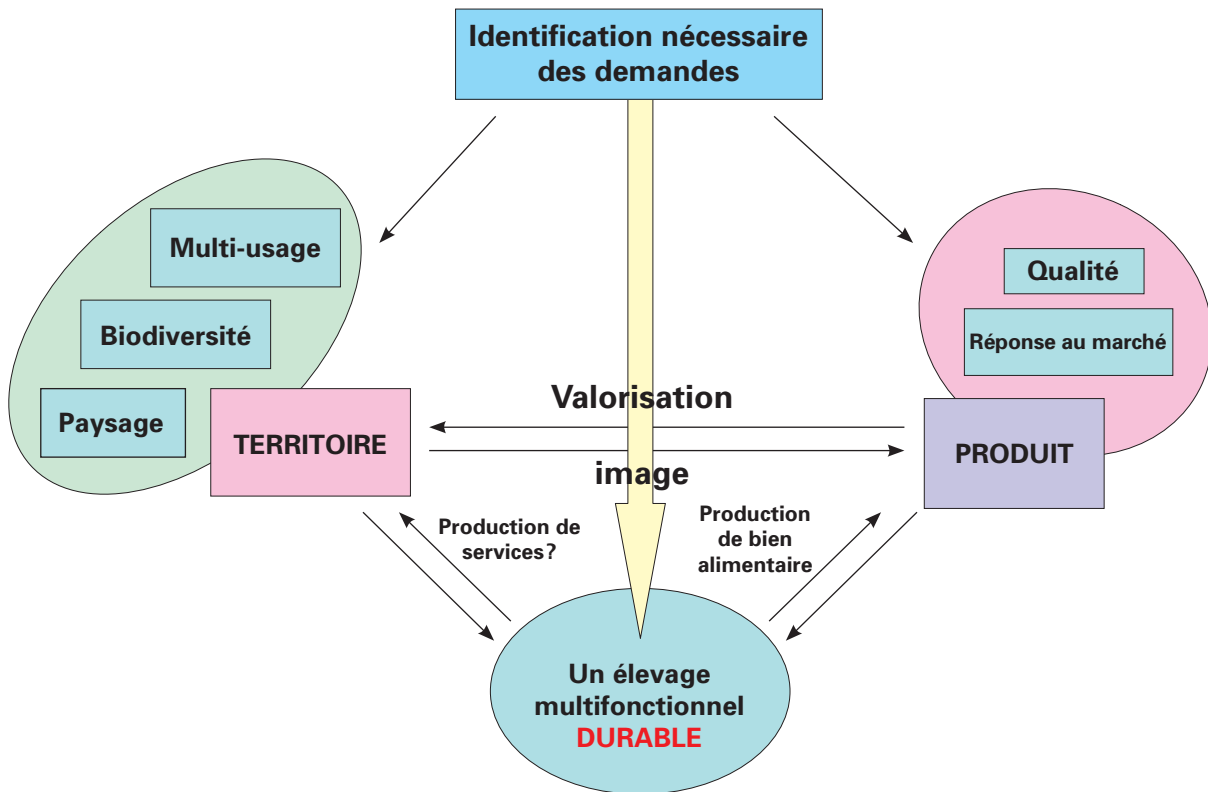 Identification nécessaire
des demandes
Multi-usage
Biodiversité
Paysage
TERRITOIRE
Qualité
Réponse au marché
PRODUIT
Valorisation
image
Production de
services ?
Production
de bien
alimentaire
Un élevage
multifonctionnel
DURABLE